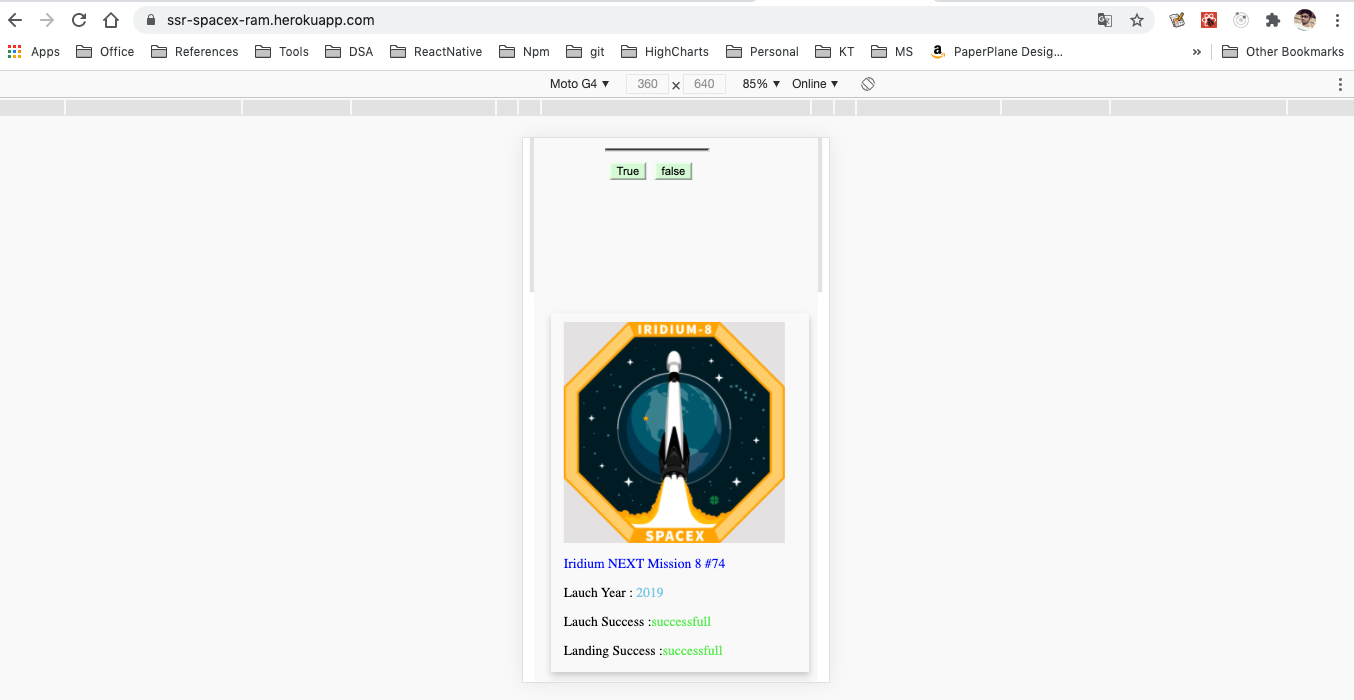 ssr-spacex-ram.herokuapp.com
Apps Office References Tools DSA ReactNative Npm git HighCharts Personal KT MS a PaperPlane Desig... » Other Bookmarks
Moto G4 ▼ 360 × 640 85% ▼ Online ▼
True false
IRIDIUM-8
SPACEX
Iridium NEXT Mission 8 #74
Lauch Year : 2019
Lauch Success :successfull
Landing Success :successfull